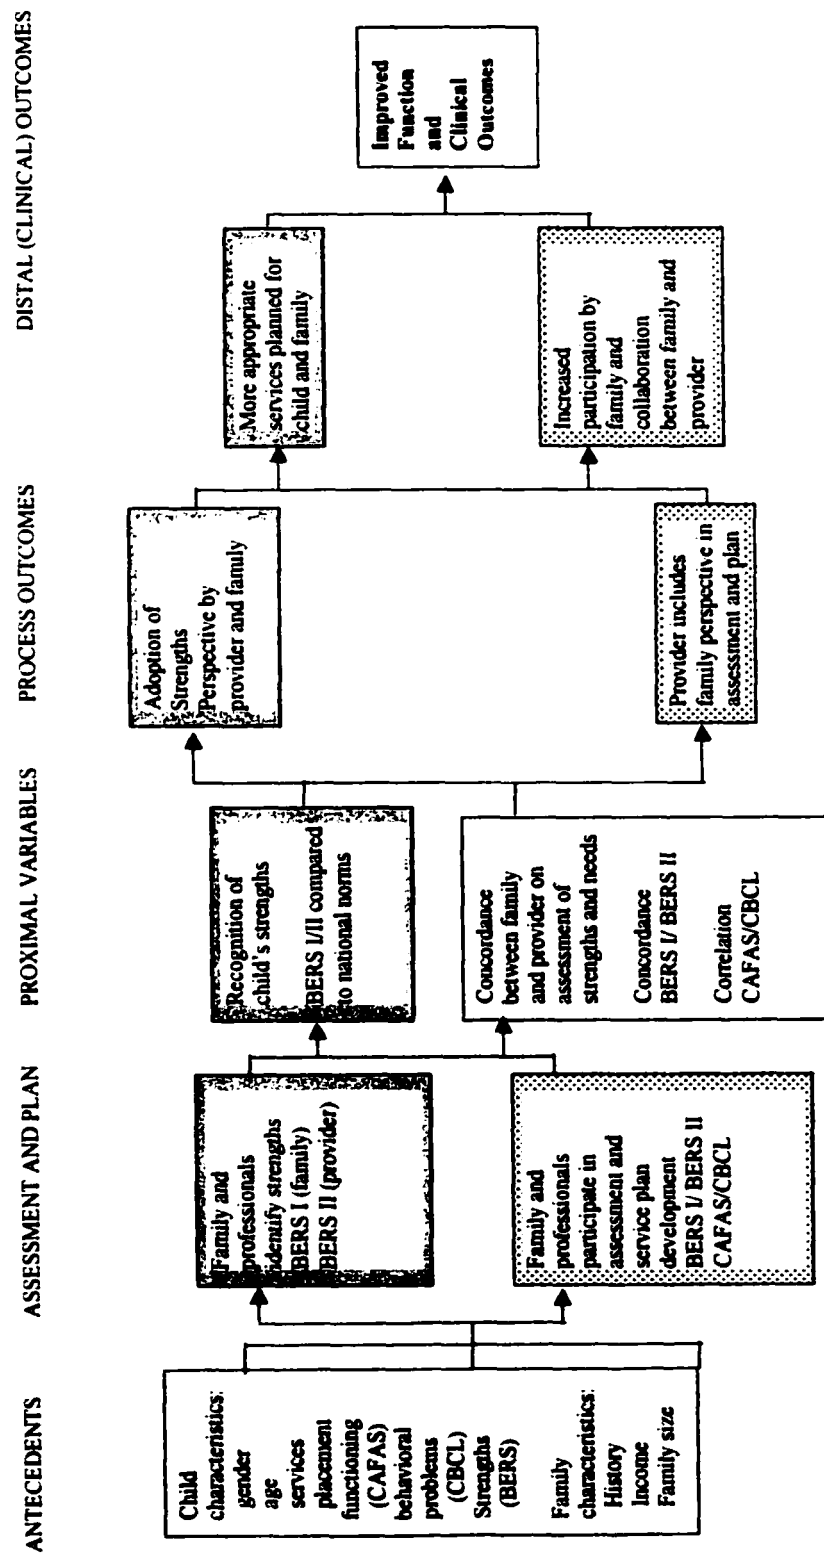 ANTECEDENTS
ASSESSMENT AND PLAN
PROXIMAL VARIABLES
PROCESS OUTCOMES
DISTAL (CLINICAL) OUTCOMES
Child
characteristics:
gender
age
services
placement
functioning
(CAFAS)
behavioral
problems
(CBCL)
Strengths
(BERS)
Family
characteristics:
History
Income
Family size
Family and
professionals
identify strengths
BERS I (family)
BERS II (provider)
Family and
professionals
participate in
assessment and
service plan
development
BERS I/ BERS II
CAFAS/CBCL
Recognition of
child's strengths
BERS I/II compared
to national norms
Concordance
between family
and provider on
assessment of
strengths and needs
Concordance
BERS I/ BERS II
Correlation
CAFAS/CBCL
Adoption of
Strengths
Perspective by
provider and family
Provider includes
family perspective in
assessment and plan
More appropriate
services planned for
child and family
Increased
participation by
family and
collaboration
between family and
provider
Improved
Function
and
Clinical
Outcomes